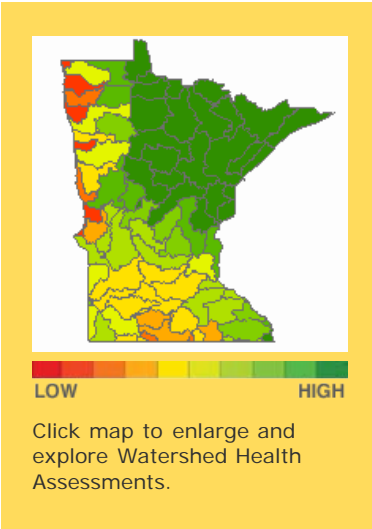 LOW HIGH
Click map to enlarge and
explore Watershed Health
Assessments.